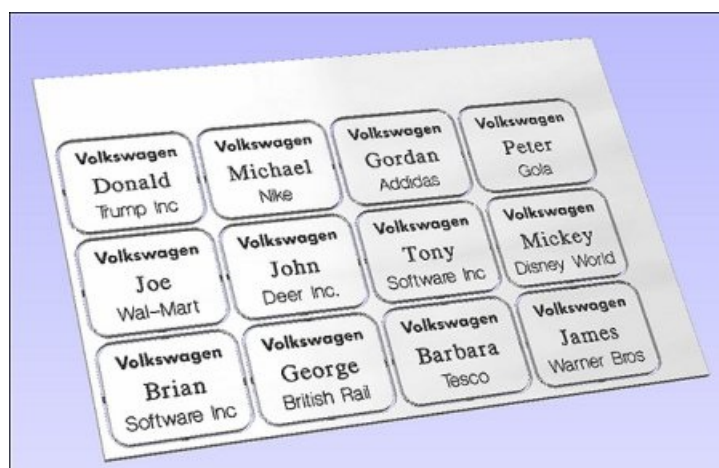 Volkswagen
Donald
Trump Inc
Volkswagen
Michael
Nike
Volkswagen
Gordan
Addidas
Volkswagen
Peter
Gola
Volkswagen
Joe
Wal-Mart
Volkswagen
John
Deer Inc.
Volkswagen
Tony
Software Inc
Volkswagen
Mickey
Disney World
Volkswagen
Brian
Software Inc
Volkswagen
George
British Rail
Volkswagen
Barbara
Tesco
Volkswagen
James
Warner Bros